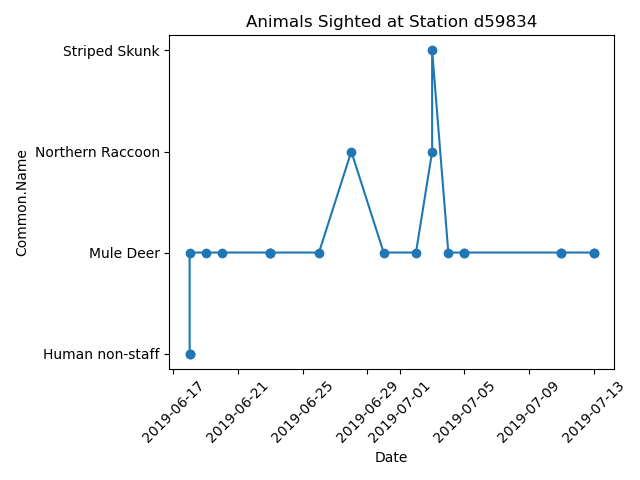 Animals Sighted at Station d59834
Striped Skunk
Northern Raccoon
Mule Deer
Human non-staff
Common.Name
2019-06-17
2019-06-21
2019-06-25
2019-06-29
2019-07-01
2019-07-05
2019-07-09
2019-07-13
Date